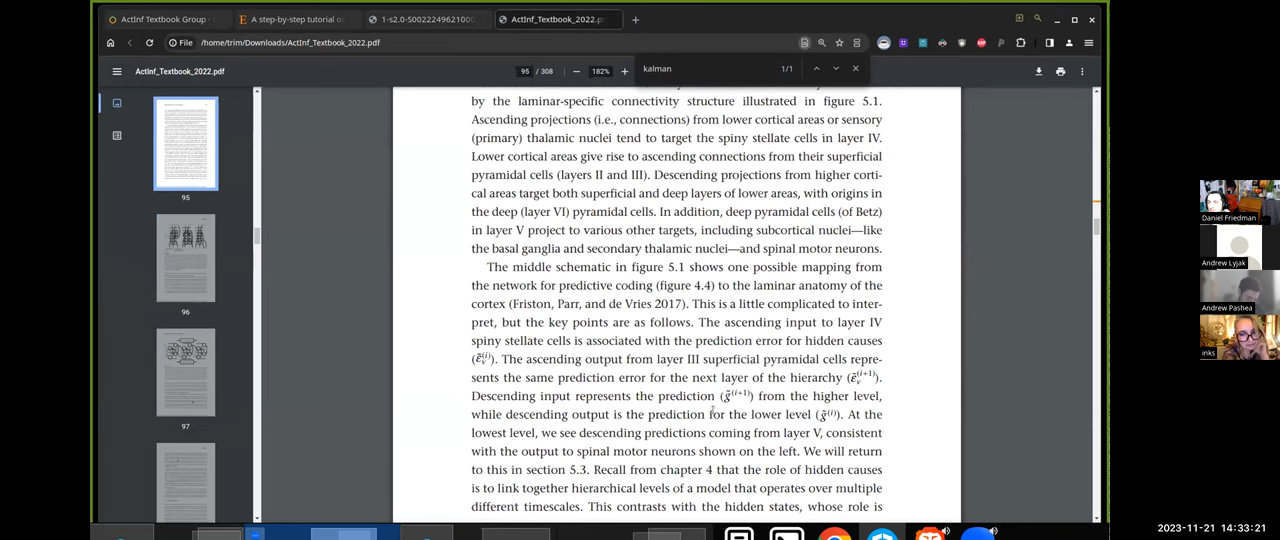 ActInf Textbook Group -
A step-by-step tutorial on
1-s2.0-S00222496210000
ActInf_Textbook_2022.pd
File
/home/trim/Downloads/ActInf_Textbook_2022.pdf
ActInf_Textbook_2022.pdf
95 / 308
182%
kalman
1/1
95
96
97
by the laminar-specific connectivity structure illustrated in figure 5.1.
Ascending projections (i.e., connections) from lower cortical areas or sensory
(primary) thalamic nuclei tend to target the spiny stellate cells in layer IV.
Lower cortical areas give rise to ascending connections from their superficial
pyramidal cells (layers II and III). Descending projections from higher corti-
cal areas target both superficial and deep layers of lower areas, with origins in
the deep (layer VI) pyramidal cells. In addition, deep pyramidal cells (of Betz)
in layer V project to various other targets, including subcortical nuclei—like
the basal ganglia and secondary thalamic nuclei—and spinal motor neurons.
The middle schematic in figure 5.1 shows one possible mapping from
the network for predictive coding (figure 4.4) to the laminar anatomy of the
cortex (Friston, Parr, and de Vries 2017). This is a little complicated to inter-
pret, but the key points are as follows. The ascending input to layer IV
spiny stellate cells is associated with the prediction error for hidden causes
(ε̃ᵥ⁽ⁱ⁾). The ascending output from layer III superficial pyramidal cells repre-
sents the same prediction error for the next layer of the hierarchy (ε̃ᵥ⁽ⁱ⁺¹⁾).
Descending input represents the prediction (g̃⁽ⁱ⁺¹⁾) from the higher level,
while descending output is the prediction for the lower level (g̃⁽ⁱ⁾). At the
lowest level, we see descending predictions coming from layer V, consistent
with the output to spinal motor neurons shown on the left. We will return
to this in section 5.3. Recall from chapter 4 that the role of hidden causes
is to link together hierarchical levels of a model that operates over multiple
different timescales. This contrasts with the hidden states, whose role is
Daniel Friedman
Andrew Lyjak
Andrew Pashea
inks
2023-11-21 14:33:21